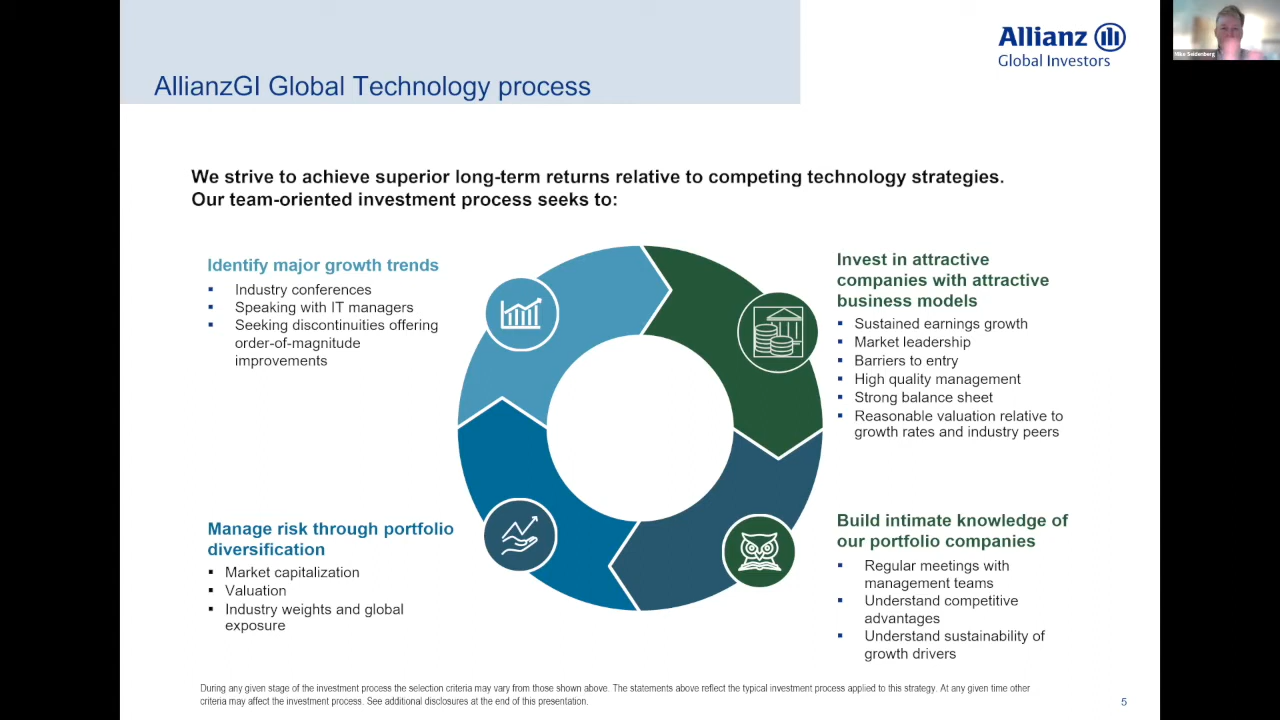 Allianz
Global Investors
Mike Seidenberg
AllianzGI Global Technology process
We strive to achieve superior long-term returns relative to competing technology strategies.
Our team-oriented investment process seeks to:
Identify major growth trends
▪ Industry conferences
▪ Speaking with IT managers
▪ Seeking discontinuities offering
order-of-magnitude
improvements
Invest in attractive
companies with attractive
business models
▪ Sustained earnings growth
▪ Market leadership
▪ Barriers to entry
▪ High quality management
▪ Strong balance sheet
▪ Reasonable valuation relative to
growth rates and industry peers
Manage risk through portfolio
diversification
▪ Market capitalization
▪ Valuation
▪ Industry weights and global
exposure
Build intimate knowledge of
our portfolio companies
▪ Regular meetings with
management teams
▪ Understand competitive
advantages
▪ Understand sustainability of
growth drivers
During any given stage of the investment process the selection criteria may vary from those shown above. The statements above reflect the typical investment process applied to this strategy. At any given time other
criteria may affect the investment process. See additional disclosures at the end of this presentation.
5